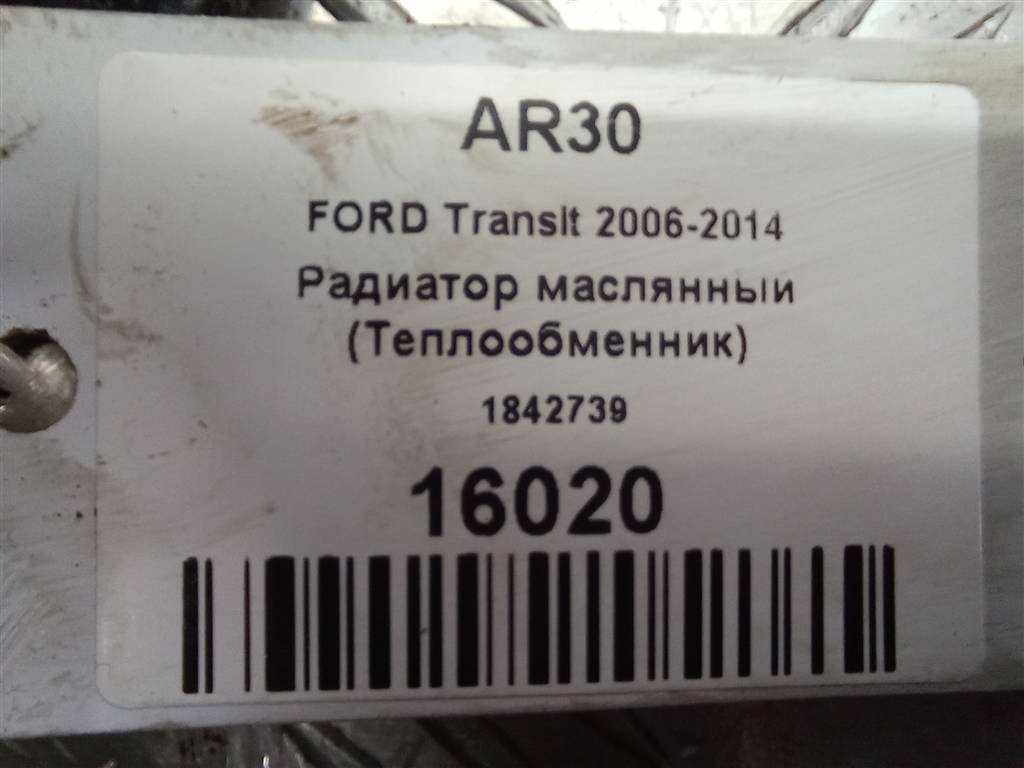 AR30
FORD Transit 2006-2014
Радиатор маслянный
(Теплообменник)
1842739
16020